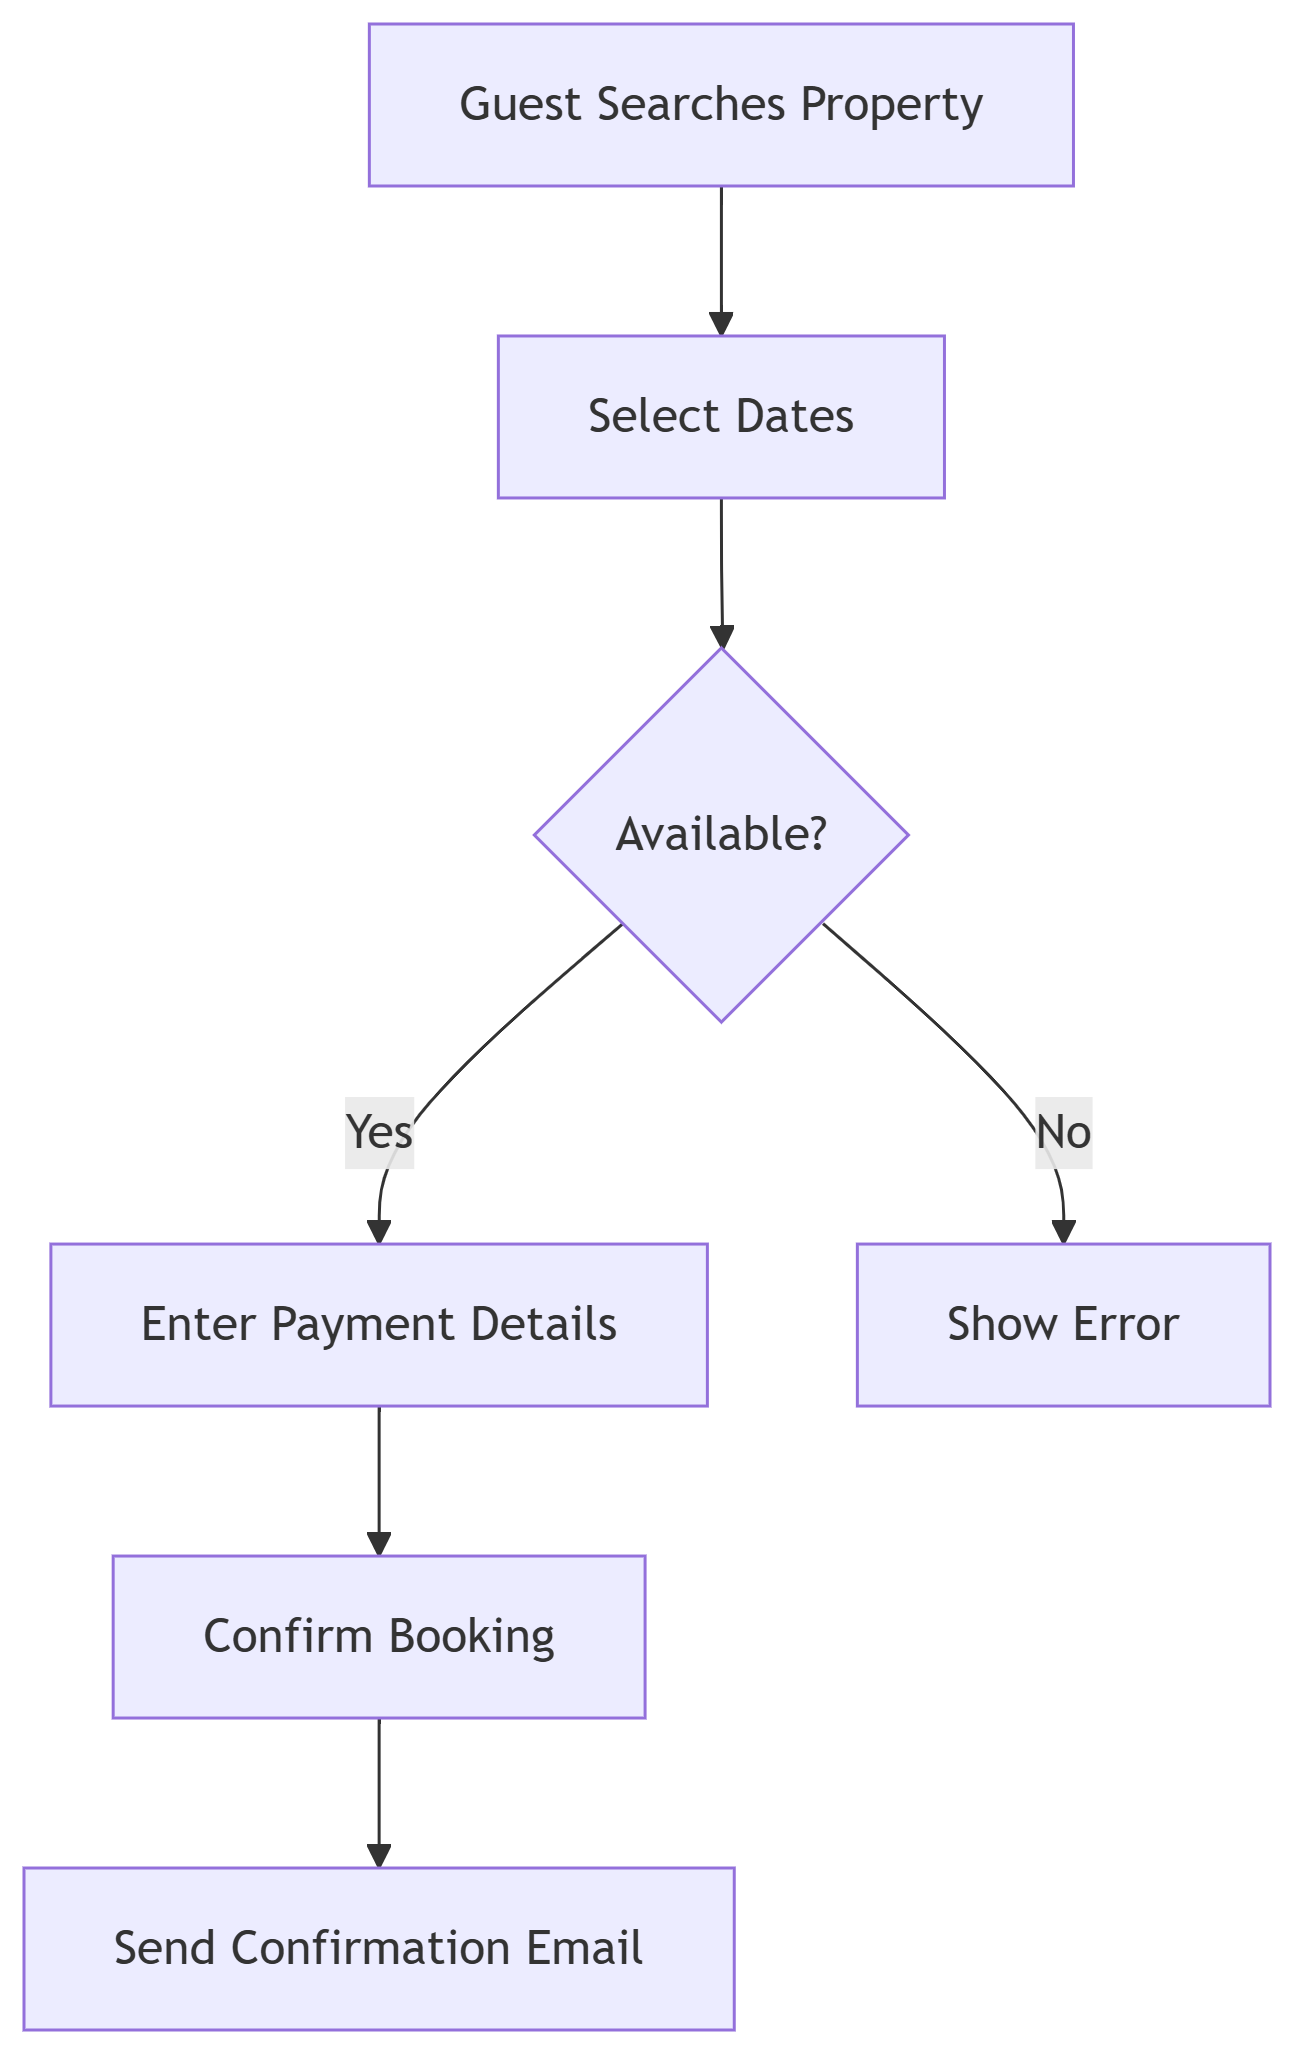 Guest Searches Property
Select Dates
Available?
Yes
No
Enter Payment Details
Show Error
Confirm Booking
Send Confirmation Email